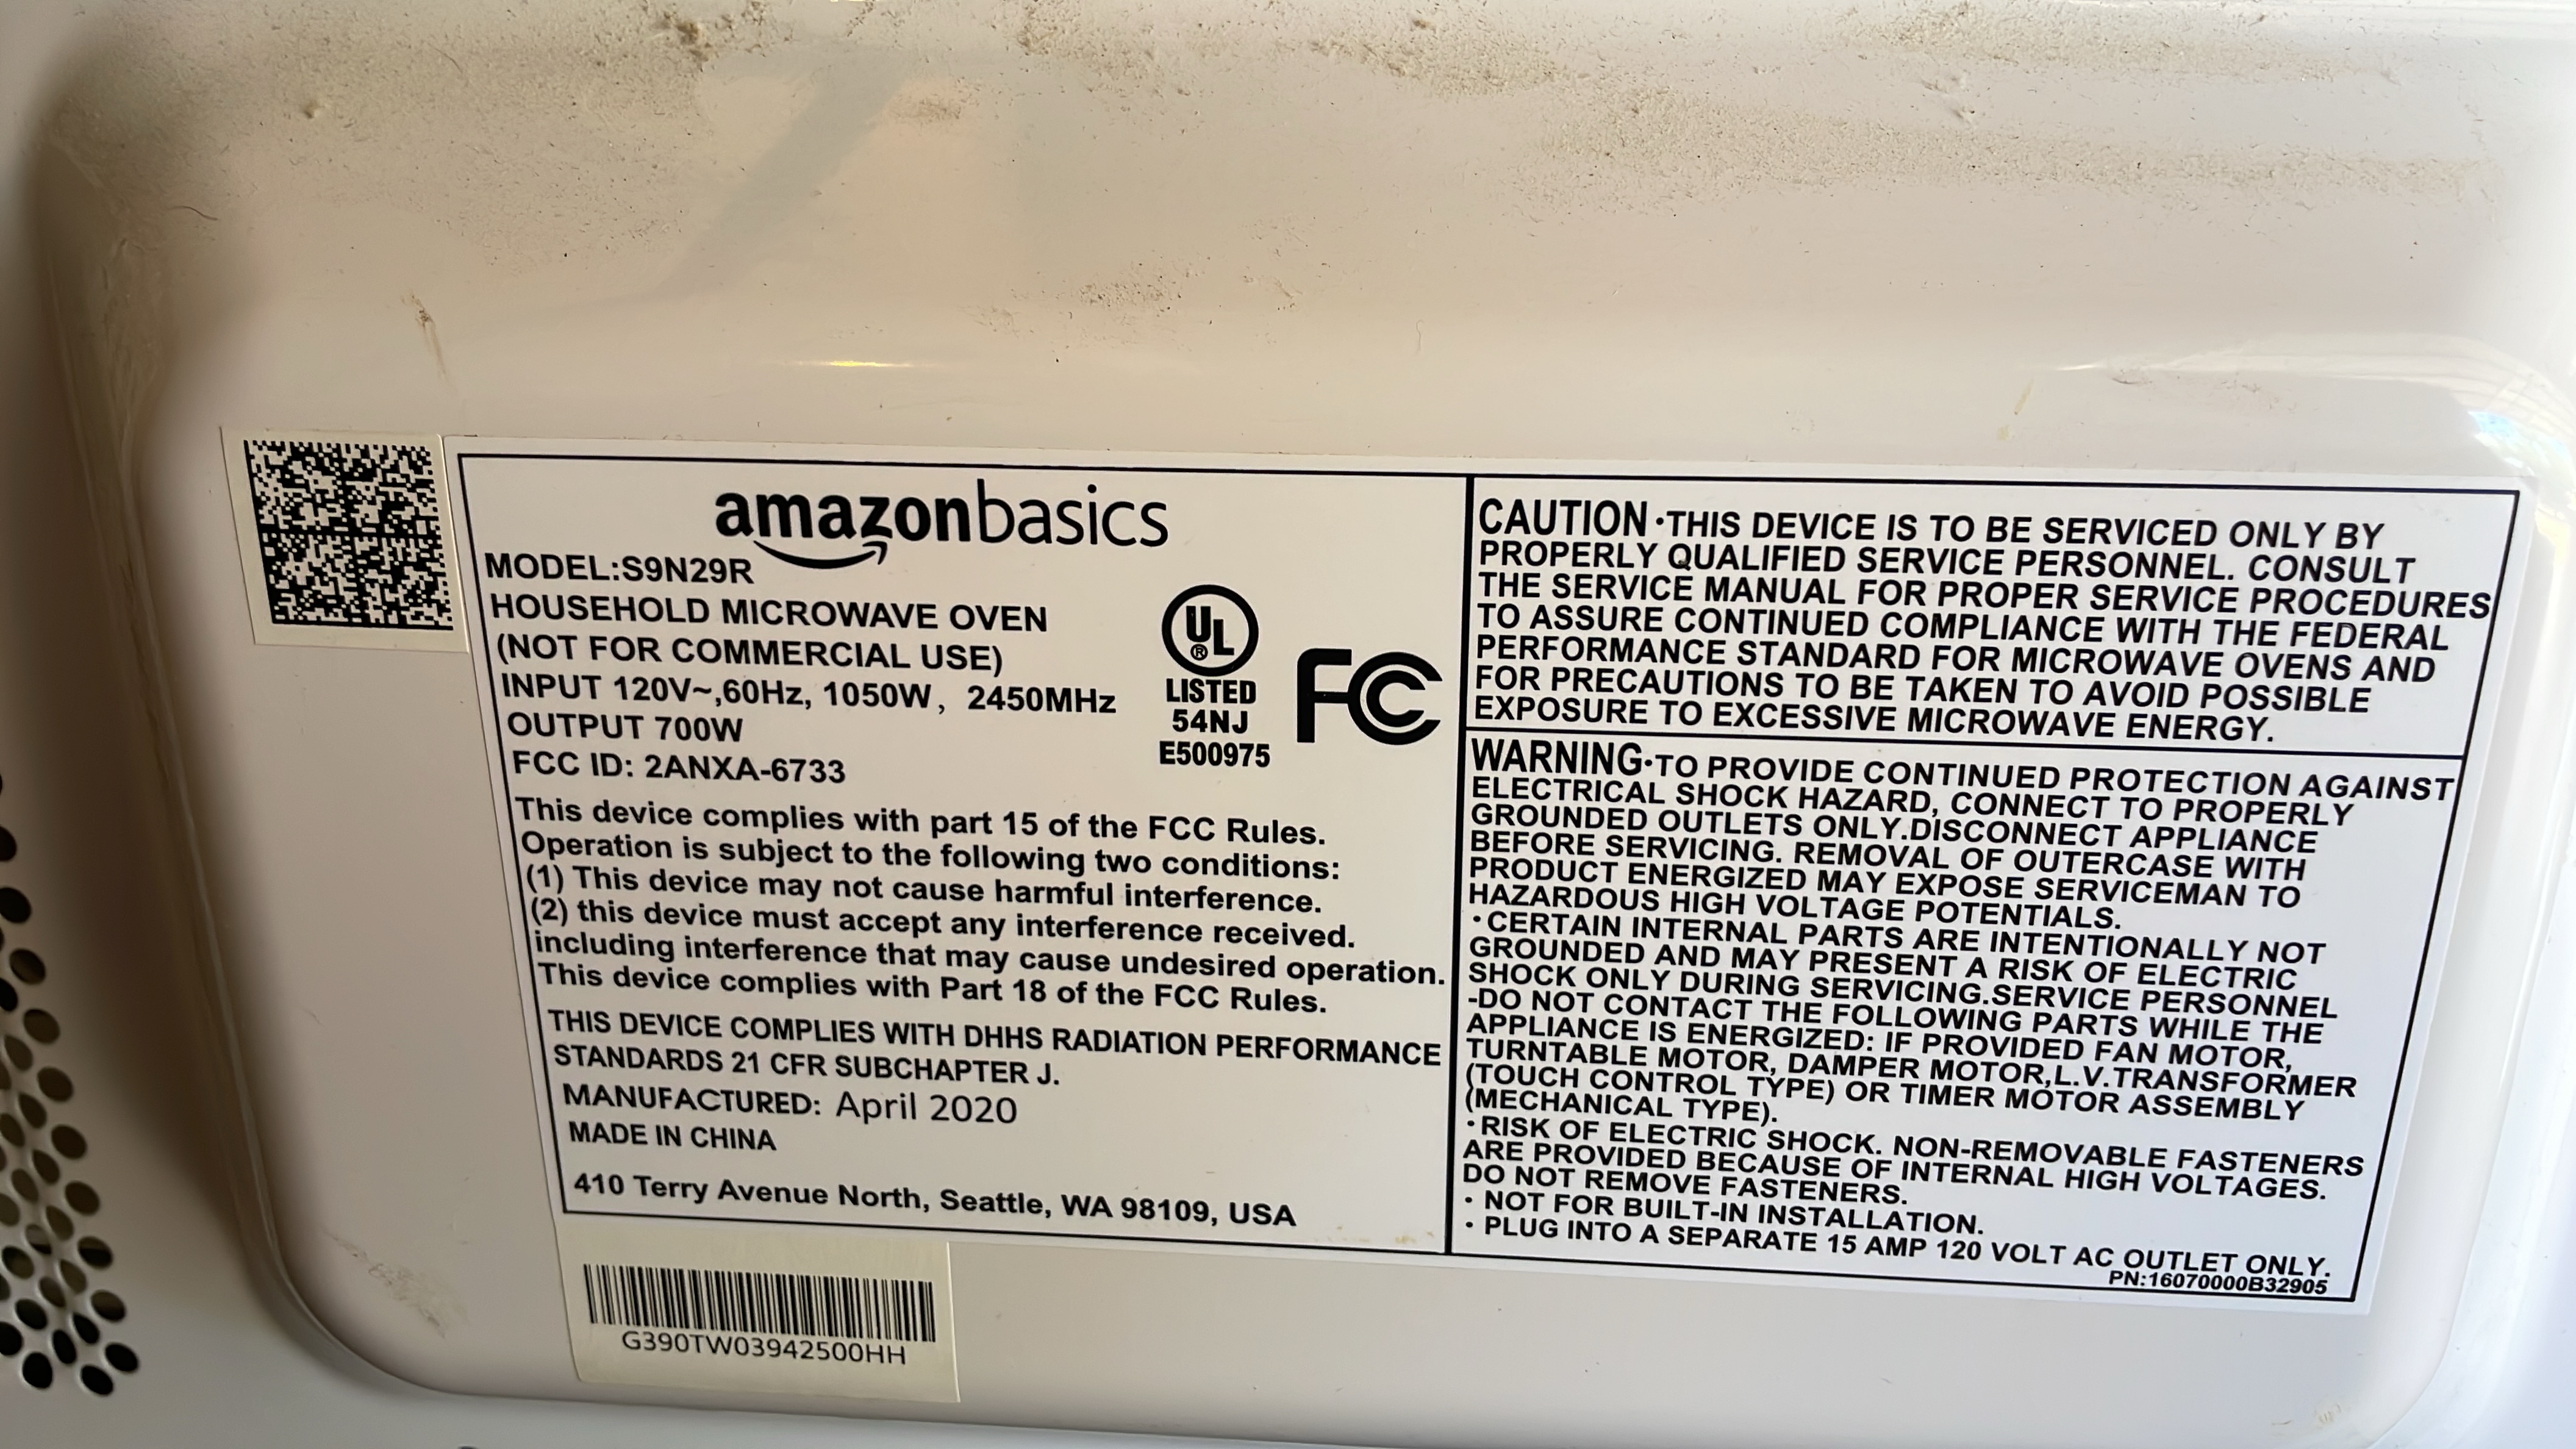 amazonbasics
MODEL:S9N29R
HOUSEHOLD MICROWAVE OVEN
(NOT FOR COMMERCIAL USE)
INPUT 120V~,60Hz, 1050W, 2450MHz
OUTPUT 700W
FCC ID: 2ANXA-6733
UL
®
LISTED
54NJ
E500975
FC
This device complies with part 15 of the FCC Rules.
Operation is subject to the following two conditions:
(1) This device may not cause harmful interference.
(2) this device must accept any interference received.
including interference that may cause undesired operation.
This device complies with Part 18 of the FCC Rules.
THIS DEVICE COMPLIES WITH DHHS RADIATION PERFORMANCE
STANDARDS 21 CFR SUBCHAPTER J.
MANUFACTURED: April 2020
MADE IN CHINA
410 Terry Avenue North, Seattle, WA 98109, USA
G390TW03942500HH
CAUTION·THIS DEVICE IS TO BE SERVICED ONLY BY
PROPERLY QUALIFIED SERVICE PERSONNEL. CONSULT
THE SERVICE MANUAL FOR PROPER SERVICE PROCEDURES
TO ASSURE CONTINUED COMPLIANCE WITH THE FEDERAL
PERFORMANCE STANDARD FOR MICROWAVE OVENS AND
FOR PRECAUTIONS TO BE TAKEN TO AVOID POSSIBLE
EXPOSURE TO EXCESSIVE MICROWAVE ENERGY.
WARNING·TO PROVIDE CONTINUED PROTECTION AGAINST
ELECTRICAL SHOCK HAZARD, CONNECT TO PROPERLY
GROUNDED OUTLETS ONLY.DISCONNECT APPLIANCE
BEFORE SERVICING. REMOVAL OF OUTERCASE WITH
PRODUCT ENERGIZED MAY EXPOSE SERVICEMAN TO
HAZARDOUS HIGH VOLTAGE POTENTIALS.
·CERTAIN INTERNAL PARTS ARE INTENTIONALLY NOT
GROUNDED AND MAY PRESENT A RISK OF ELECTRIC
SHOCK ONLY DURING SERVICING.SERVICE PERSONNEL
-DO NOT CONTACT THE FOLLOWING PARTS WHILE THE
APPLIANCE IS ENERGIZED: IF PROVIDED FAN MOTOR,
TURNTABLE MOTOR, DAMPER MOTOR,L.V.TRANSFORMER
(TOUCH CONTROL TYPE) OR TIMER MOTOR ASSEMBLY
(MECHANICAL TYPE).
·RISK OF ELECTRIC SHOCK. NON-REMOVABLE FASTENERS
ARE PROVIDED BECAUSE OF INTERNAL HIGH VOLTAGES.
DO NOT REMOVE FASTENERS.
· NOT FOR BUILT-IN INSTALLATION.
· PLUG INTO A SEPARATE 15 AMP 120 VOLT AC OUTLET ONLY.
PN:16070000B32905